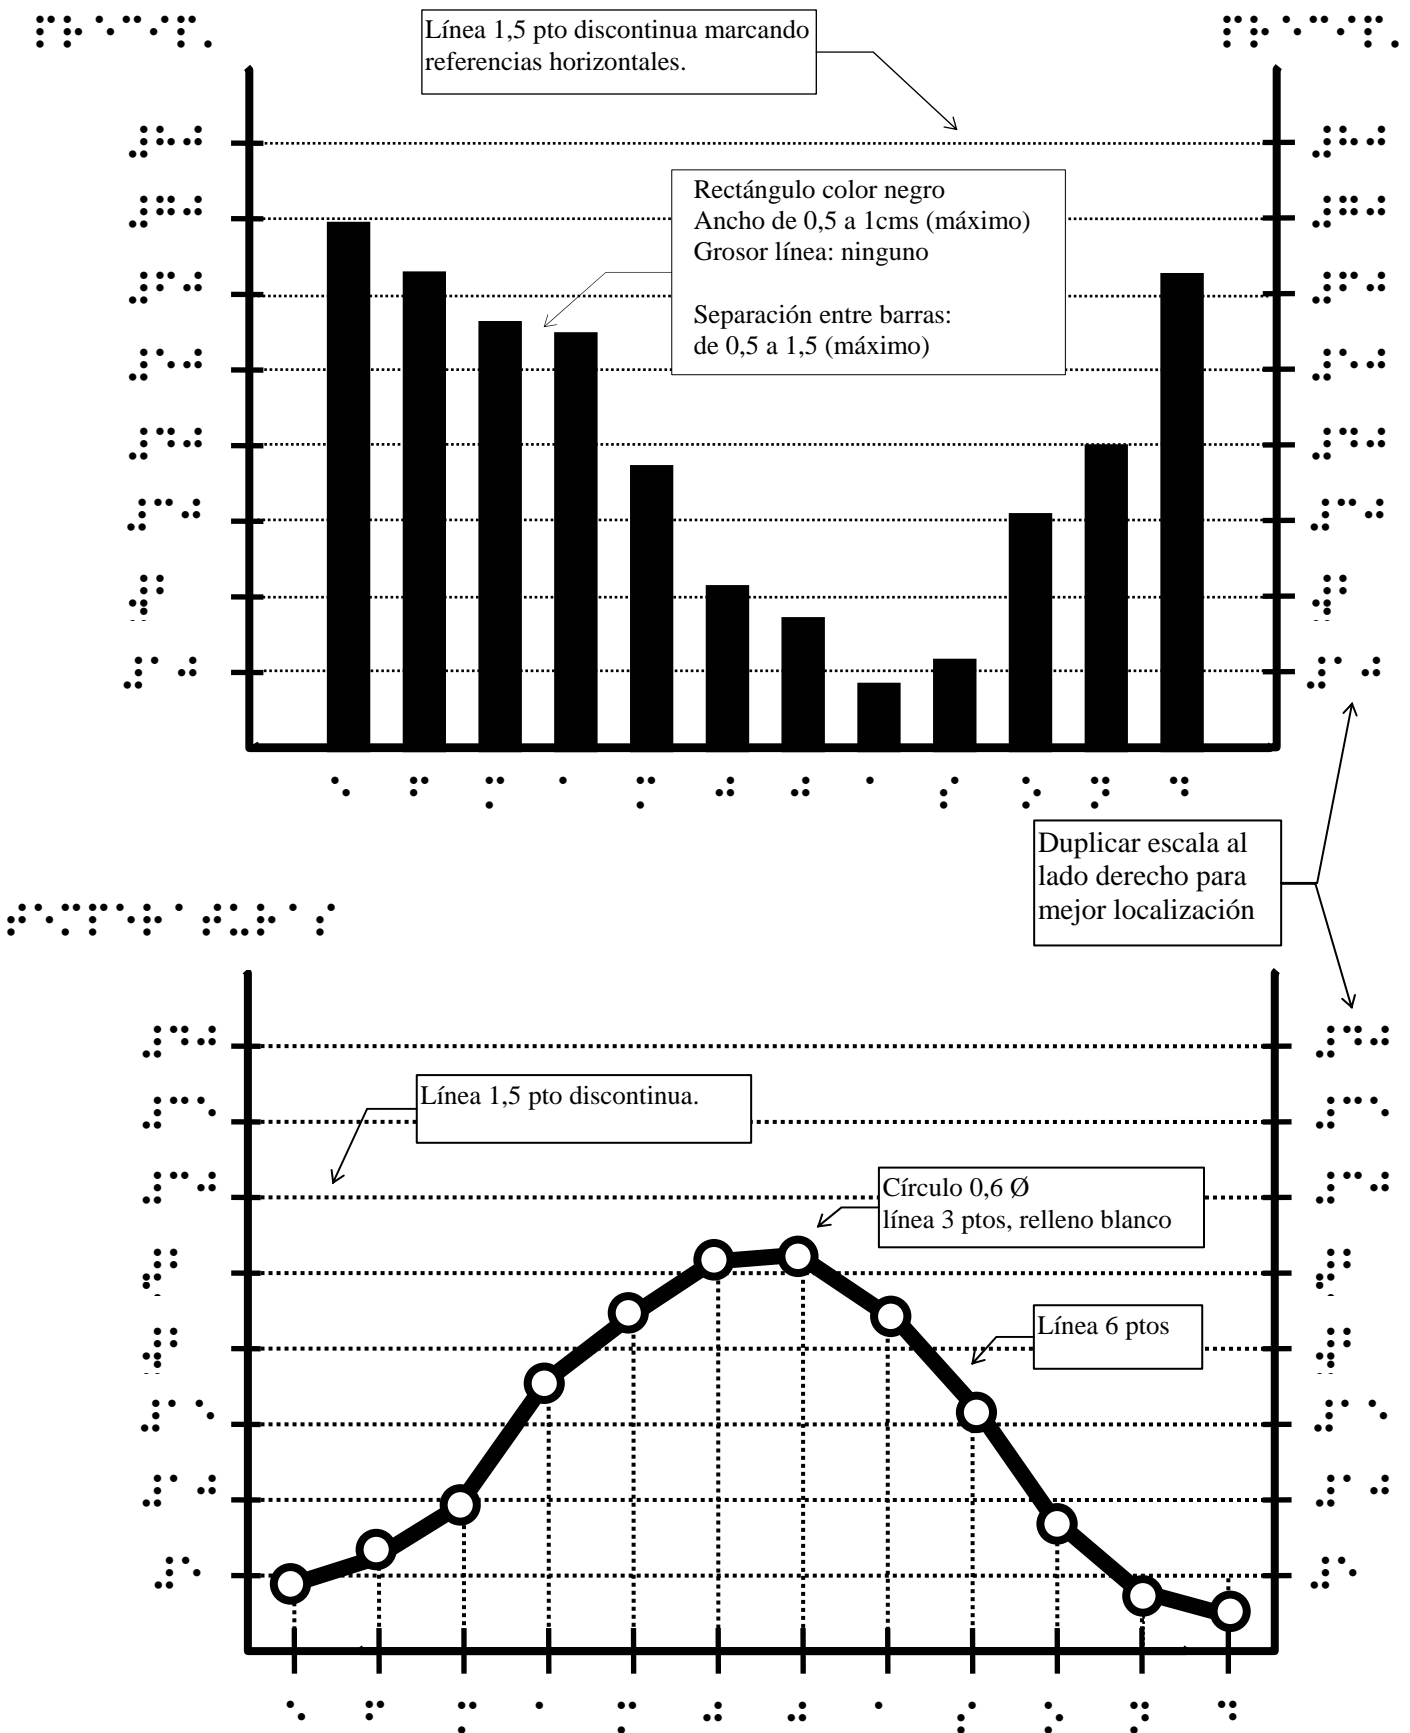 ⠏⠗⠑⠉⠊⠏⠄
Línea 1,5 pto discontinua marcando
referencias horizontales.
⠏⠗⠑⠉⠊⠏⠄
⠼⠓⠚ ⠼⠓⠚
⠼⠛⠚ ⠼⠛⠚
Rectángulo color negro
Ancho de 0,5 a 1cms (máximo)
Grosor línea: ninguno
Separación entre barras:
de 0,5 a 1,5 (máximo)
⠼⠋⠚ ⠼⠋⠚
⠼⠑⠚ ⠼⠑⠚
⠼⠙⠚ ⠼⠙⠚
⠼⠉⠚ ⠼⠉⠚
⠼⠁⠚ ⠼⠁⠚
⠑ ⠋ ⠍ ⠁ ⠍ ⠚ ⠚ ⠁ ⠎ ⠕ ⠝ ⠙
Duplicar escala al
lado derecho para
mejor localización
⠞⠑⠍⠏⠑⠗⠁⠞⠥⠗⠁⠎
⠼⠙⠚ ⠼⠙⠚
Línea 1,5 pto discontinua.
⠼⠉⠑ ⠼⠉⠑
⠼⠉⠚ ⠼⠉⠚
Círculo 0,6 Ø
línea 3 ptos, relleno blanco
Línea 6 ptos
⠼⠁⠑ ⠼⠁⠑
⠼⠁⠚ ⠼⠁⠚
⠼⠑ ⠼⠑
⠑ ⠋ ⠍ ⠁ ⠍ ⠚ ⠚ ⠁ ⠎ ⠕ ⠝ ⠙